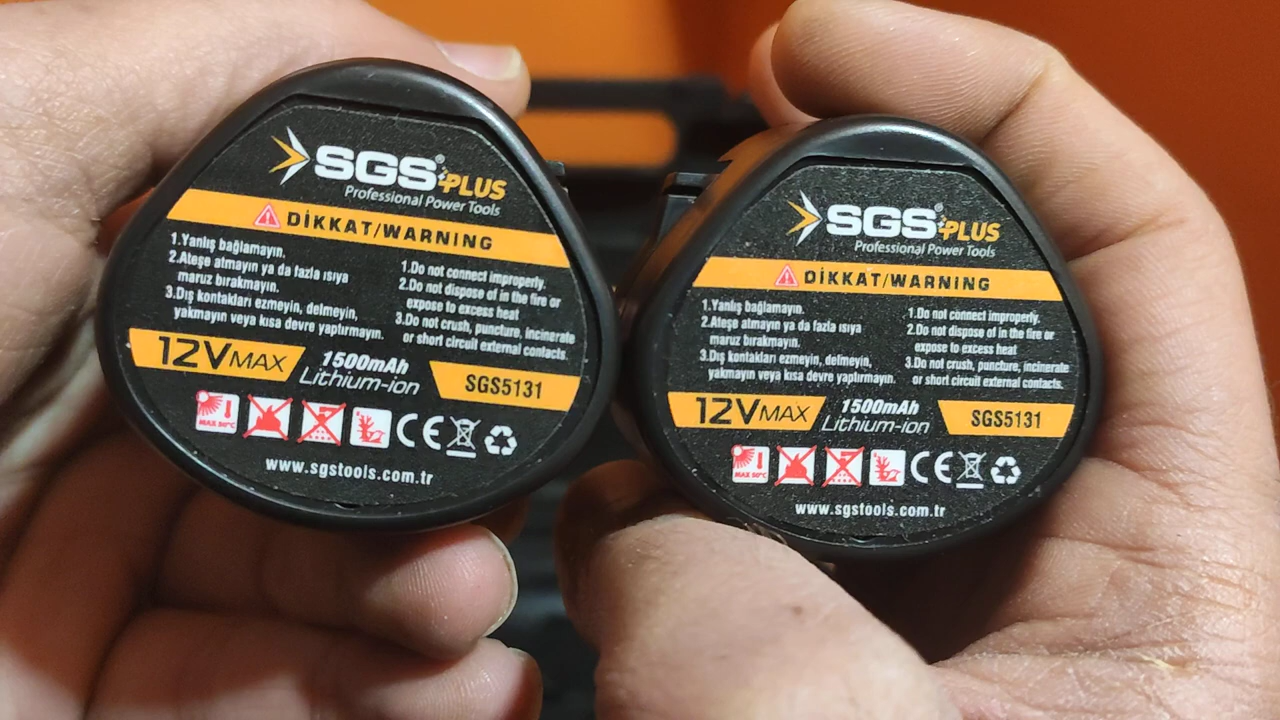 SGS® PLUS
Professional Power Tools
DİKKAT/WARNING
1.Yanlış bağlamayın.
2.Ateşe atmayın ya da fazla ısıya
maruz bırakmayın.
3.Dış kontakları ezmeyin, delmeyin,
yakmayın veya kısa devre yaptırmayın.
1.Do not connect improperly.
2.Do not dispose of in the fire or
expose to excess heat
3.Do not crush, puncture, incinerate
or short circuit external contacts.
12V MAX
1500mAh
Lithium-ion
SGS5131
MAX 50°C
CE
www.sgstools.com.tr
SGS® PLUS
Professional Power Tools
DİKKAT/WARNING
1.Yanlış bağlamayın.
2.Ateşe atmayın ya da fazla ısıya
maruz bırakmayın.
3.Dış kontakları ezmeyin, delmeyin,
yakmayın veya kısa devre yaptırmayın.
1.Do not connect improperly.
2.Do not dispose of in the fire or
expose to excess heat
3.Do not crush, puncture, incinerate
or short circuit external contacts.
12V MAX
1500mAh
Lithium-ion
SGS5131
MAX 50°C
CE
www.sgstools.com.tr